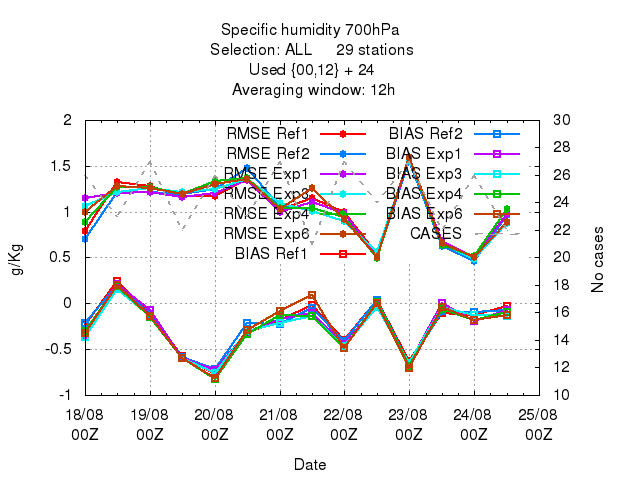 Specific humidity 700hPa
Selection: ALL 29 stations
Used {00,12} + 24
Averaging window: 12h
2 30
28
1.5 26
24
1 22
0.5 20
18
0 16
-0.5 14
12
-1 10
g/Kg
No cases
RMSE Ref1 BIAS Ref2
RMSE Ref2 BIAS Exp1
RMSE Exp1 BIAS Exp3
RMSE Exp3 BIAS Exp4
RMSE Exp4 BIAS Exp6
RMSE Exp6 CASES
BIAS Ref1
18/08 19/08 20/08 21/08 22/08 23/08 24/08 25/08
00Z 00Z 00Z 00Z 00Z 00Z 00Z 00Z
Date